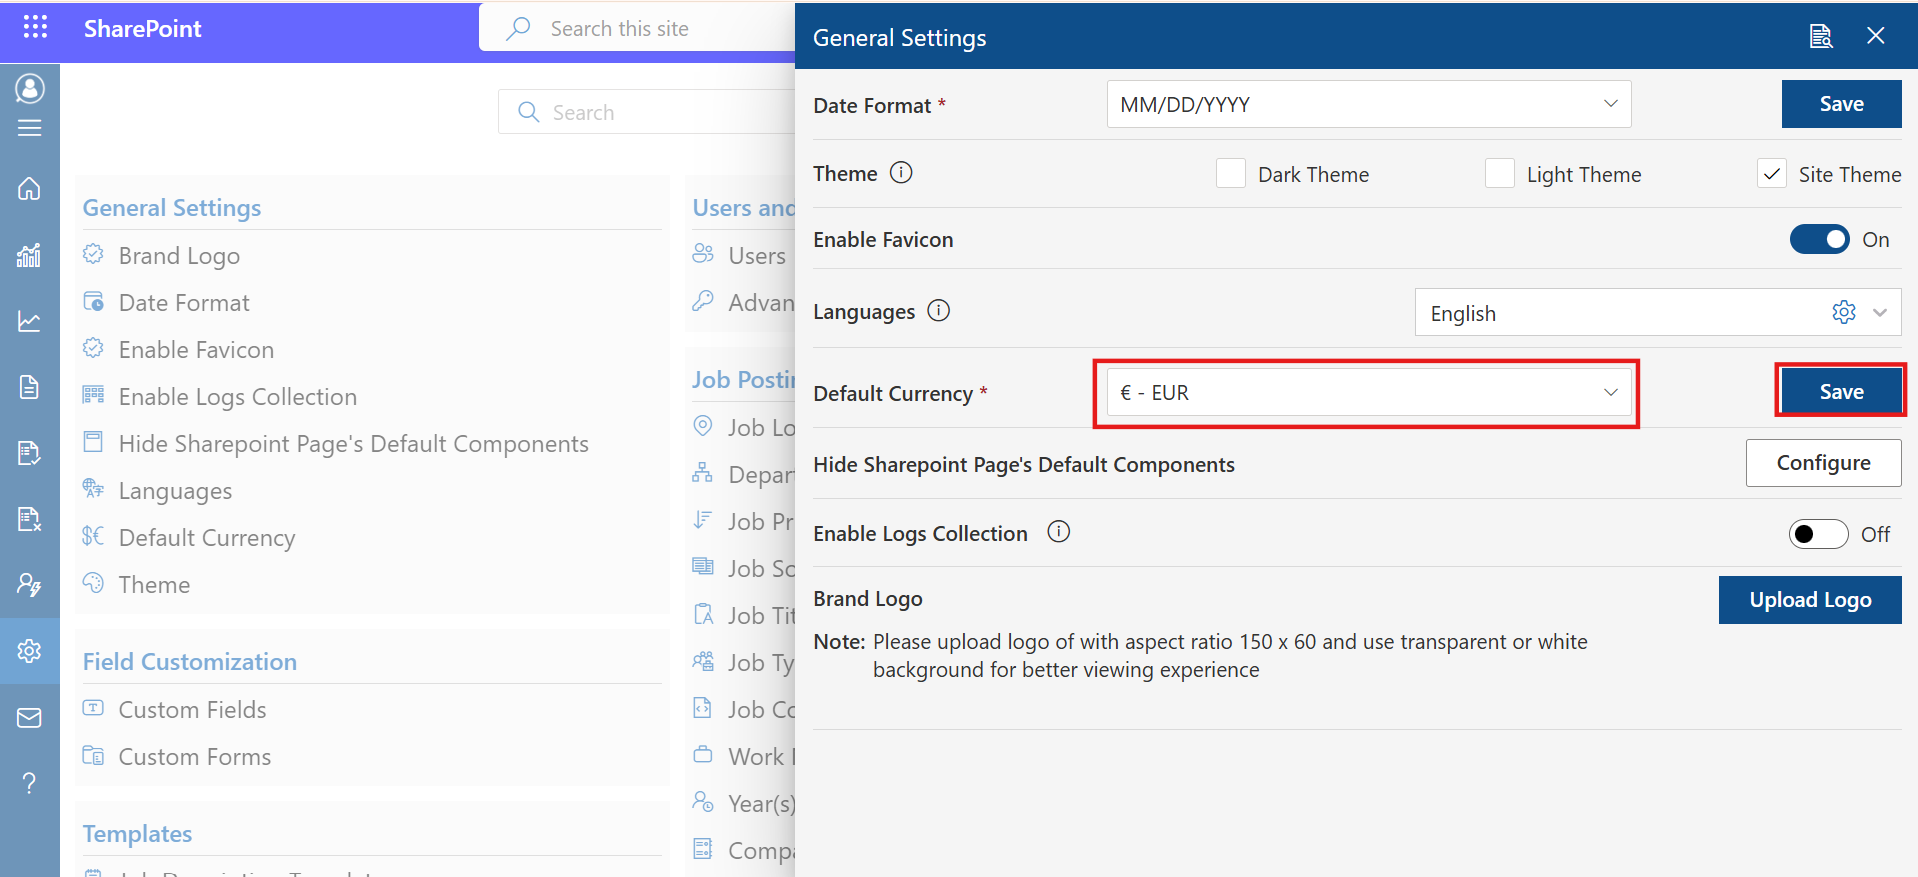 SharePoint
Search this site
Search
General Settings
Brand Logo
Date Format
Enable Favicon
Enable Logs Collection
Hide Sharepoint Page's Default Components
Languages
Default Currency
Theme
Field Customization
Custom Fields
Custom Forms
Templates
Users and
Users
Advan
Job Postin
Job Lo
Depart
Job Pr
Job So
Job Tit
Job Ty
Job Co
Work
Year(s)
Compa
General Settings
Date Format *
MM/DD/YYYY
Save
Theme
Dark Theme
Light Theme
Site Theme
Enable Favicon
On
Languages
English
Default Currency *
€ - EUR
Save
Hide Sharepoint Page's Default Components
Configure
Enable Logs Collection
Off
Brand Logo
Upload Logo
Note: Please upload logo of with aspect ratio 150 x 60 and use transparent or white
background for better viewing experience